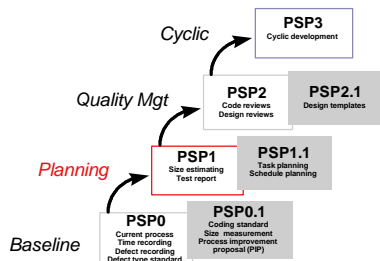 Cyclic
PSP3
Cyclic development
Quality Mgt
PSP2
Code reviews
Design reviews
PSP2.1
Design templates
Planning
PSP1
Size estimating
Test report
PSP1.1
Task planning
Schedule planning
Baseline
PSP0
Current process
Time recording
Defect recording
Defect type standard
PSP0.1
Coding standard
Size measurement
Process improvement
proposal (PIP)